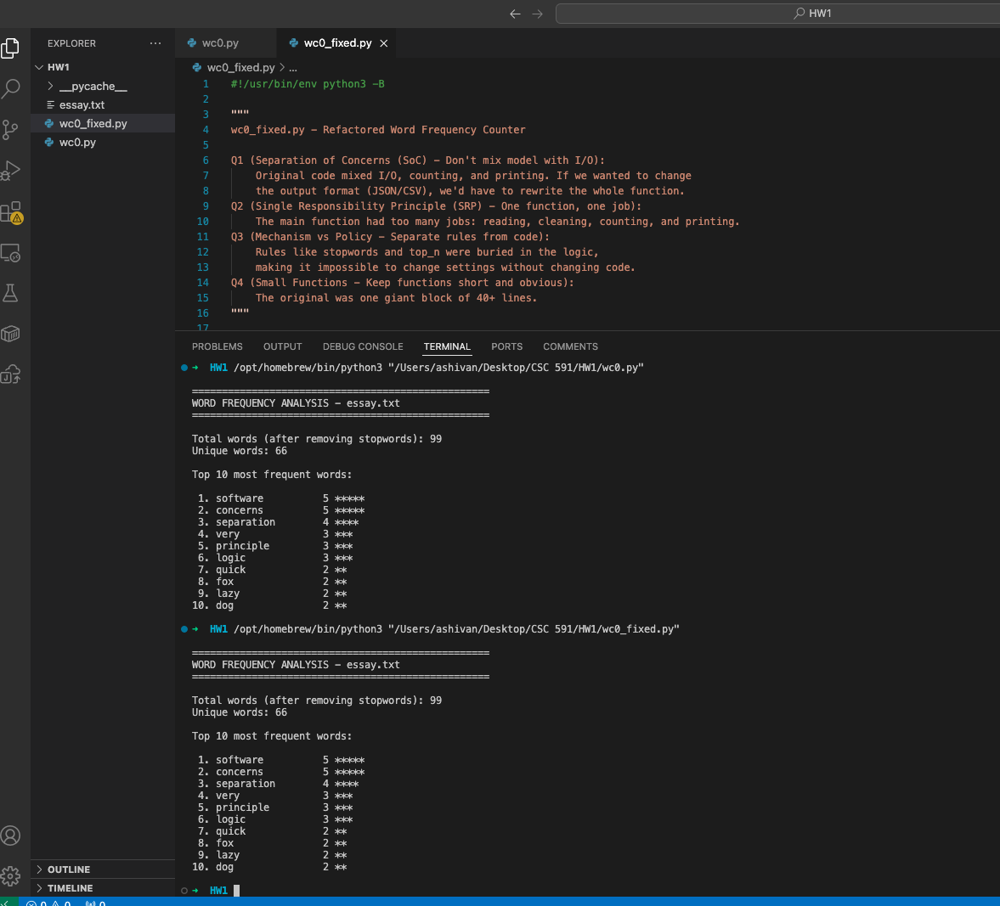 HW1
EXPLORER
HW1
__pycache__
essay.txt
wc0_fixed.py
wc0.py
OUTLINE
TIMELINE
wc0.py
wc0_fixed.py
wc0_fixed.py > ...
1 #!/usr/bin/env python3 -B
2
3 """
4 wc0_fixed.py - Refactored Word Frequency Counter
5
6 Q1 (Separation of Concerns (SoC) - Don't mix model with I/O):
7 Original code mixed I/O, counting, and printing. If we wanted to change
8 the output format (JSON/CSV), we'd have to rewrite the whole function.
9 Q2 (Single Responsibility Principle (SRP) - One function, one job):
10 The main function had too many jobs: reading, cleaning, counting, and printing.
11 Q3 (Mechanism vs Policy - Separate rules from code):
12 Rules like stopwords and top_n were buried in the logic,
13 making it impossible to change settings without changing code.
14 Q4 (Small Functions - Keep functions short and obvious):
15 The original was one giant block of 40+ lines.
16 """
17
PROBLEMS OUTPUT DEBUG CONSOLE TERMINAL PORTS COMMENTS
➜ HW1 /opt/homebrew/bin/python3 "/Users/ashivan/Desktop/CSC 591/HW1/wc0.py"
==================================================
WORD FREQUENCY ANALYSIS - essay.txt
==================================================
Total words (after removing stopwords): 99
Unique words: 66
Top 10 most frequent words:
1. software 5 *****
2. concerns 5 *****
3. separation 4 ****
4. very 3 ***
5. principle 3 ***
6. logic 3 ***
7. quick 2 **
8. fox 2 **
9. lazy 2 **
10. dog 2 **
➜ HW1 /opt/homebrew/bin/python3 "/Users/ashivan/Desktop/CSC 591/HW1/wc0_fixed.py"
==================================================
WORD FREQUENCY ANALYSIS - essay.txt
==================================================
Total words (after removing stopwords): 99
Unique words: 66
Top 10 most frequent words:
1. software 5 *****
2. concerns 5 *****
3. separation 4 ****
4. very 3 ***
5. principle 3 ***
6. logic 3 ***
7. quick 2 **
8. fox 2 **
9. lazy 2 **
10. dog 2 **
➜ HW1
0 0 0